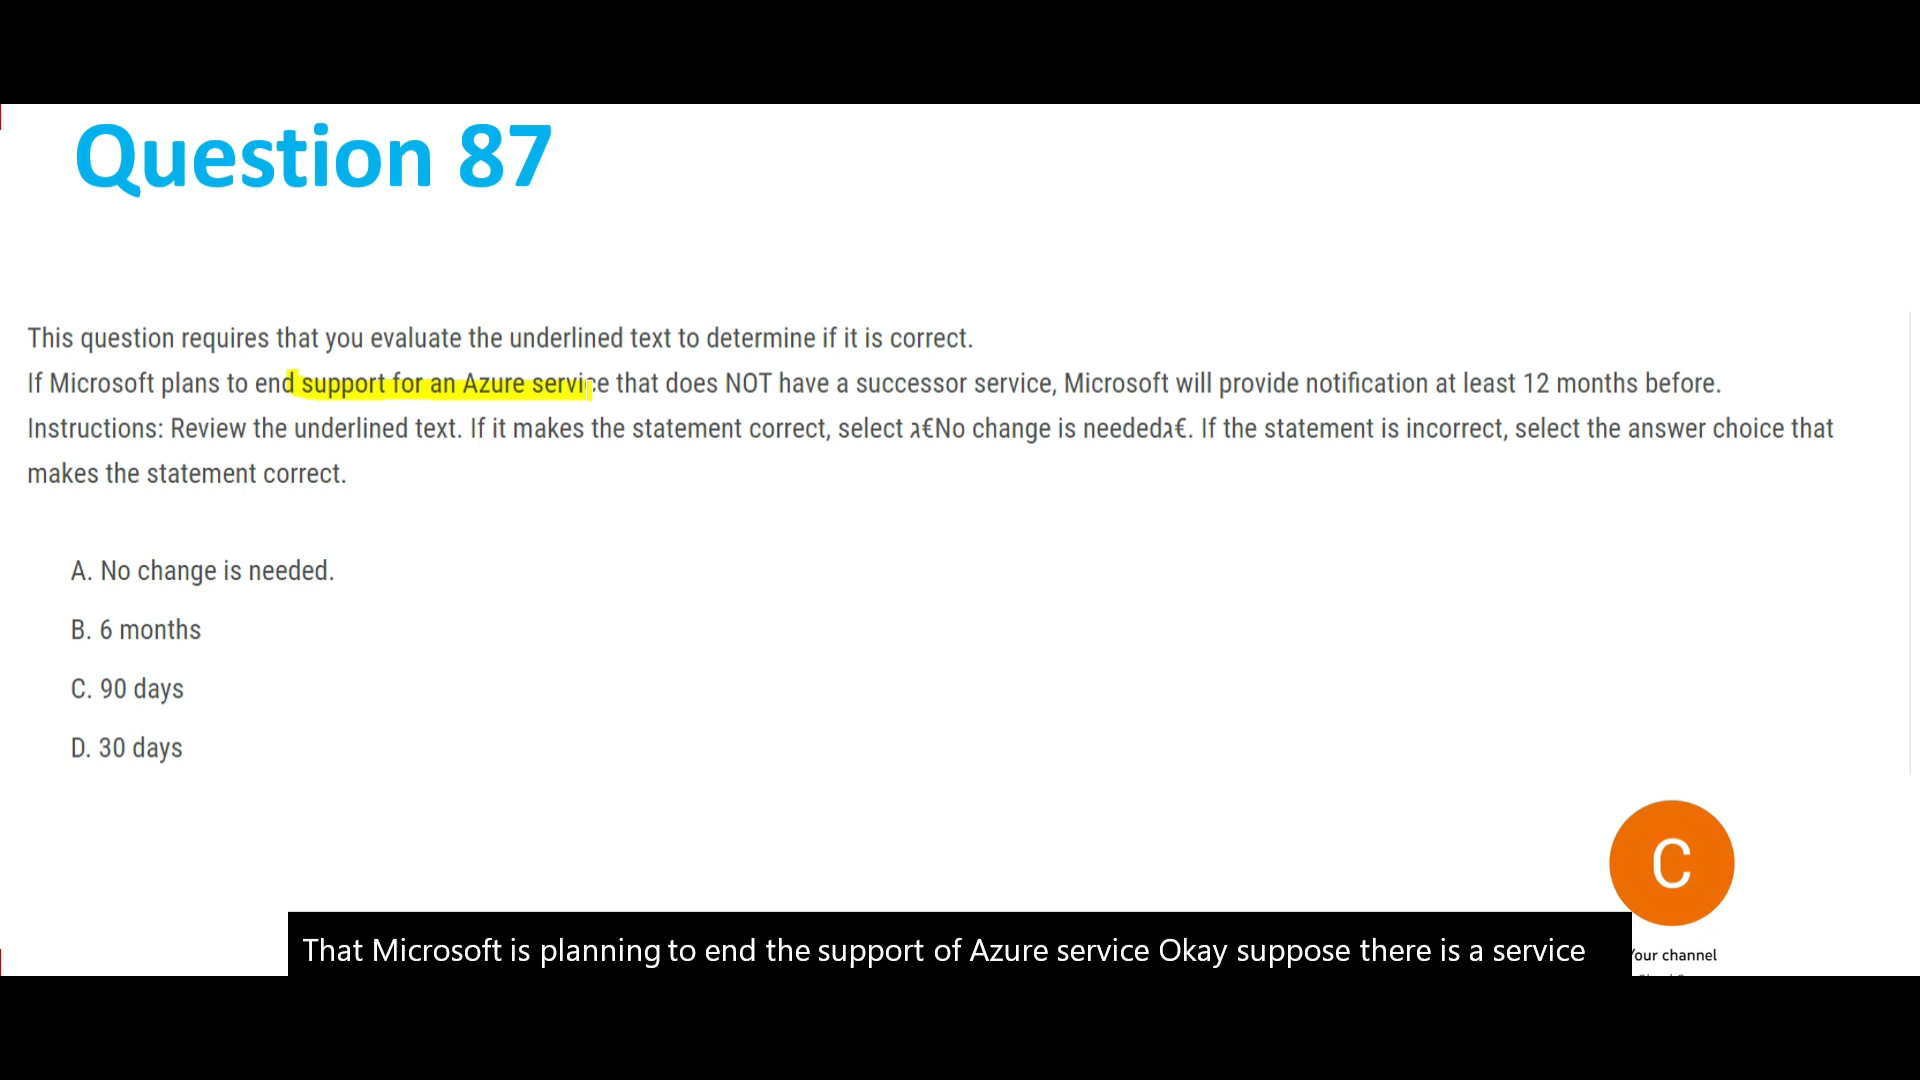 Question 87
This question requires that you evaluate the underlined text to determine if it is correct.
If Microsoft plans to end support for an Azure service that does NOT have a successor service, Microsoft will provide notification at least 12 months before.
Instructions: Review the underlined text. If it makes the statement correct, select גNo change is neededג€. If the statement is incorrect, select the answer choice that
makes the statement correct.
A. No change is needed.
B. 6 months
C. 90 days
D. 30 days
C
That Microsoft is planning to end the support of Azure service Okay suppose there is a service
Your channel